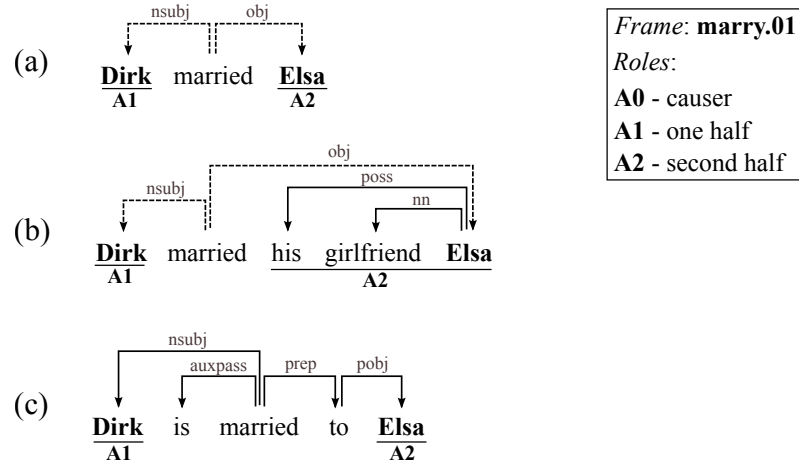 nsubj obj
(a) Dirk married Elsa
A1 A2
obj
poss
nsubj nn
(b) Dirk married his girlfriend Elsa
A1 A2
nsubj
auxpass prep pobj
(c) Dirk is married to Elsa
A1 A2
Frame: marry.01
Roles:
A0 - causer
A1 - one half
A2 - second half